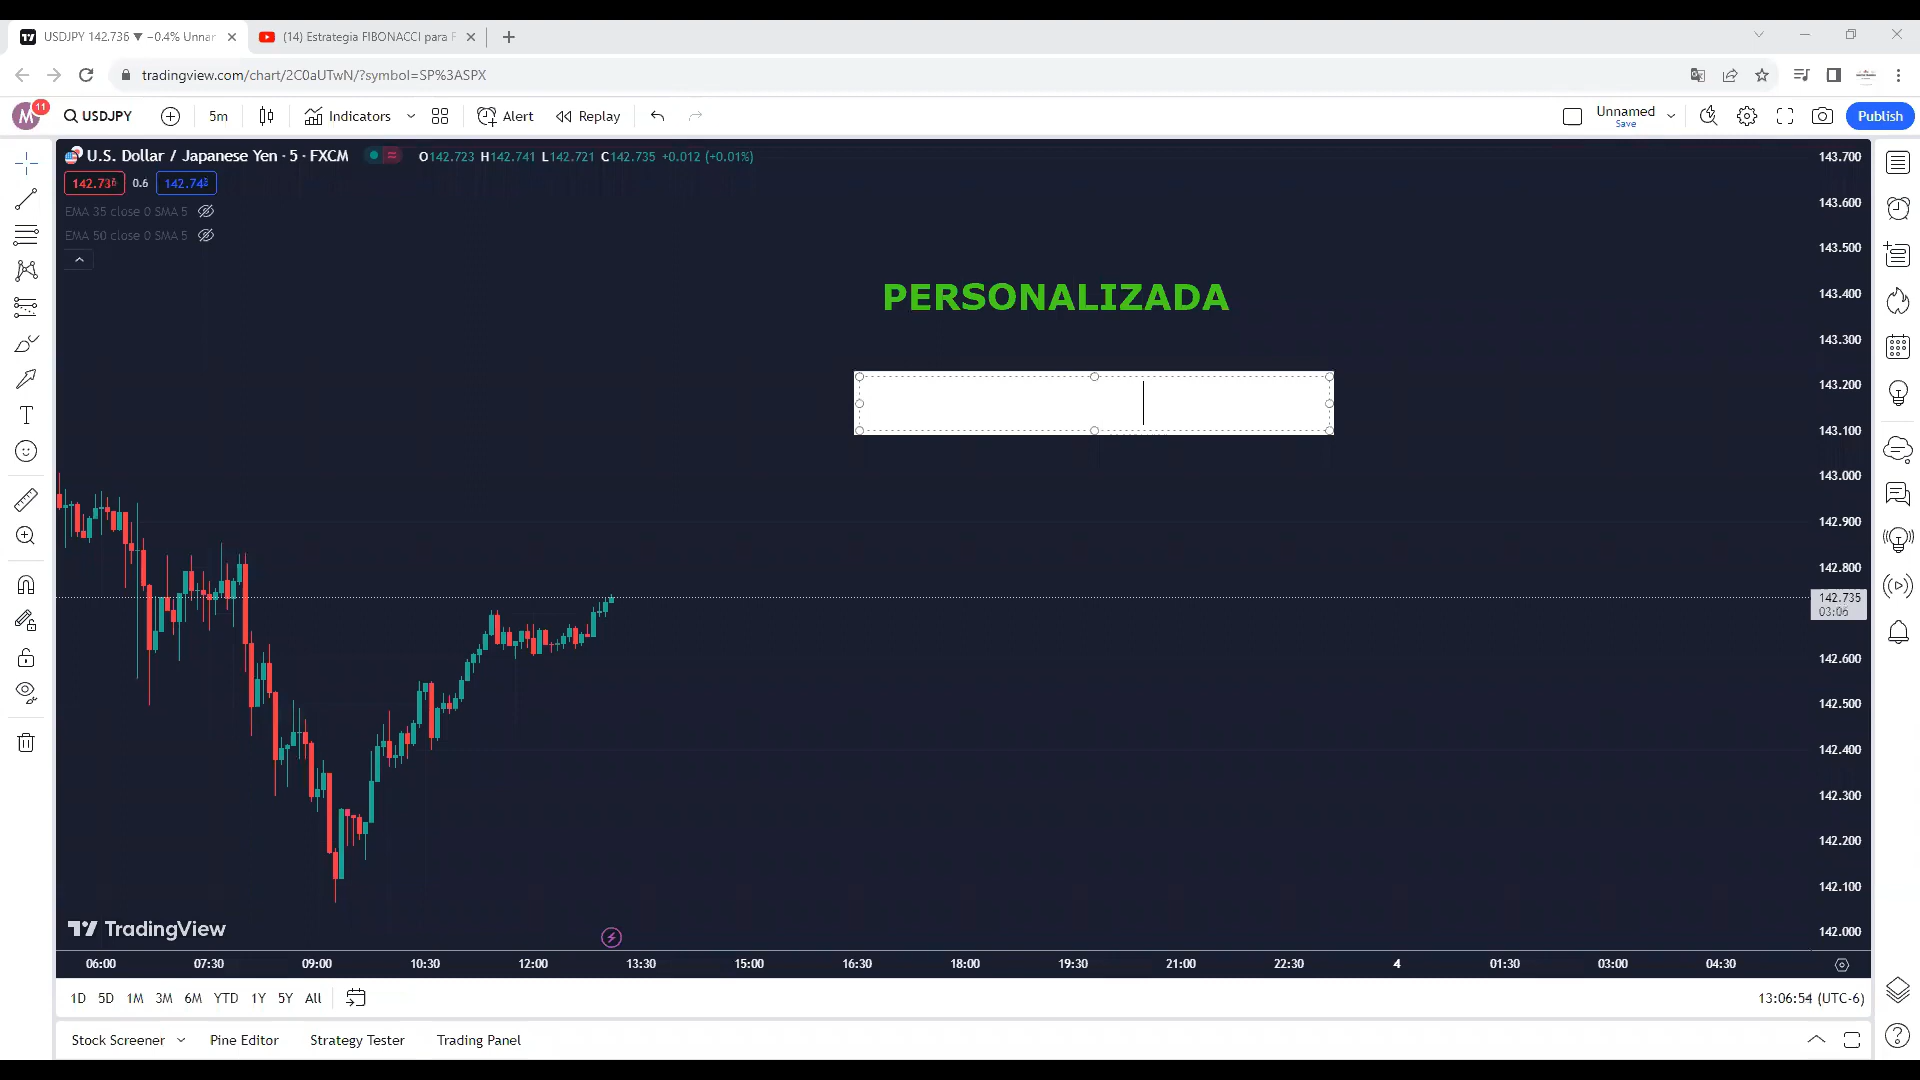 USDJPY 142.736 ▼ −0.4% Unnar
(14) Estrategia FIBONACCI para F
tradingview.com/chart/2C0aUTwN/?symbol=SP%3ASPX
M 11 USDJPY 5m Indicators Alert Replay Unnamed Save Publish
U.S. Dollar / Japanese Yen · 5 · FXCM O142.723 H142.741 L142.721 C142.735 +0.012 (+0.01%)
0.6
EMA 35 close 0 SMA 5
EMA 50 close 0 SMA 5
PERSONALIZADA
143.700
143.600
143.500
143.400
143.300
143.200
143.100
143.000
142.900
142.800
142.735
03:06
142.600
142.500
142.400
142.300
142.200
142.100
142.000
TradingView
06:00 07:30 09:00 10:30 12:00 13:30 15:00 16:30 18:00 19:30 21:00 22:30 4 01:30 03:00 04:30
1D 5D 1M 3M 6M YTD 1Y 5Y All 13:06:54 (UTC-6)
Stock Screener Pine Editor Strategy Tester Trading Panel